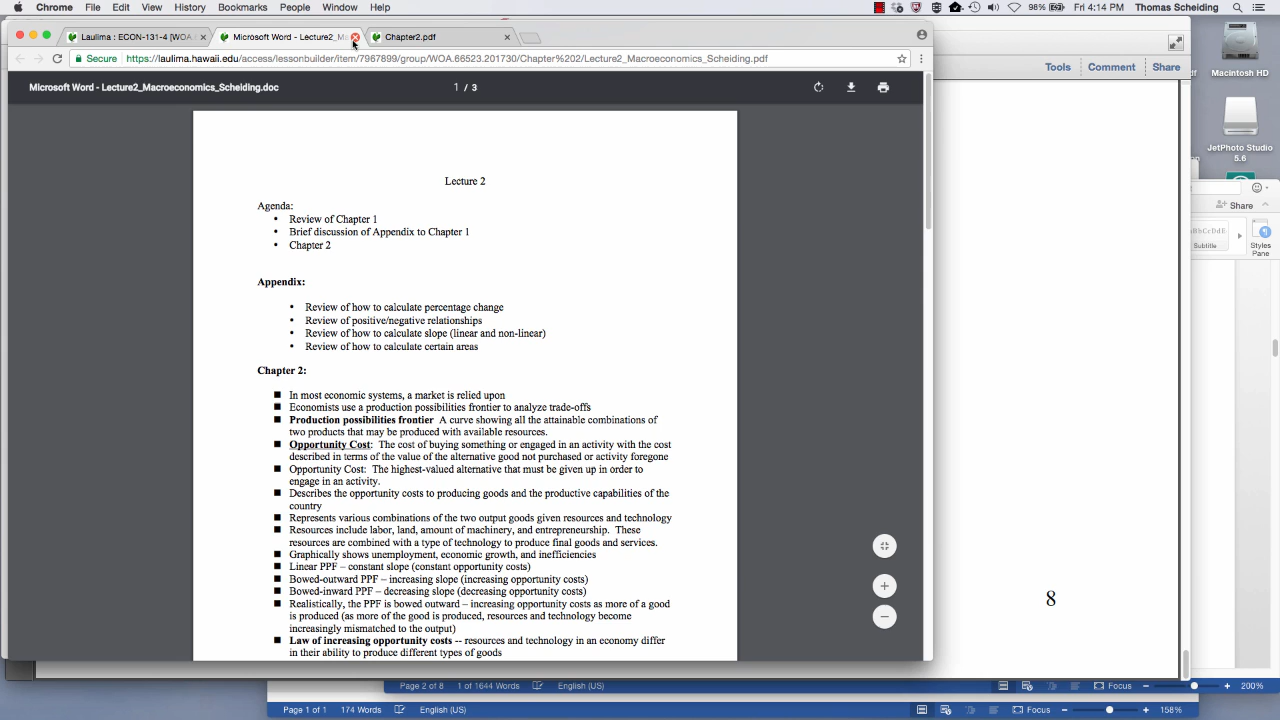 Chrome File Edit View History Bookmarks People Window Help 98% Fri 4:14 PM Thomas Scheiding
Laulima : ECON-131-4 [WOA Microsoft Word - Lecture2_M Chapter2.pdf
Secure https://laulima.hawaii.edu/access/lessonbuilder/item/7967899/group/WOA.66523.201730/Chapter%202/Lecture2_Macroeconomics_Scheiding.pdf
Microsoft Word - Lecture2_Macroeconomics_Scheiding.doc 1 / 3
Lecture 2
Agenda:
• Review of Chapter 1
• Brief discussion of Appendix to Chapter 1
• Chapter 2
Appendix:
• Review of how to calculate percentage change
• Review of positive/negative relationships
• Review of how to calculate slope (linear and non-linear)
• Review of how to calculate certain areas
Chapter 2:
■ In most economic systems, a market is relied upon
■ Economists use a production possibilities frontier to analyze trade-offs
■ Production possibilities frontier A curve showing all the attainable combinations of
two products that may be produced with available resources.
■ Opportunity Cost: The cost of buying something or engaged in an activity with the cost
described in terms of the value of the alternative good not purchased or activity foregone
■ Opportunity Cost: The highest-valued alternative that must be given up in order to
engage in an activity.
■ Describes the opportunity costs to producing goods and the productive capabilities of the
country
■ Represents various combinations of the two output goods given resources and technology
■ Resources include labor, land, amount of machinery, and entrepreneurship. These
resources are combined with a type of technology to produce final goods and services.
■ Graphically shows unemployment, economic growth, and inefficiencies
■ Linear PPF – constant slope (constant opportunity costs)
■ Bowed-outward PPF – increasing slope (increasing opportunity costs)
■ Bowed-inward PPF – decreasing slope (decreasing opportunity costs)
■ Realistically, the PPF is bowed outward – increasing opportunity costs as more of a good
is produced (as more of the good is produced, resources and technology become
increasingly mismatched to the output)
■ Law of increasing opportunity costs -- resources and technology in an economy differ
in their ability to produce different types of goods
Tools Comment Share
8
Macintosh HD
JetPhoto Studio
5.6
Share
Subtitle
Styles
Pane
Page 2 of 8 1 of 1644 Words English (US) Focus 200%
Page 1 of 1 174 Words English (US) Focus 158%